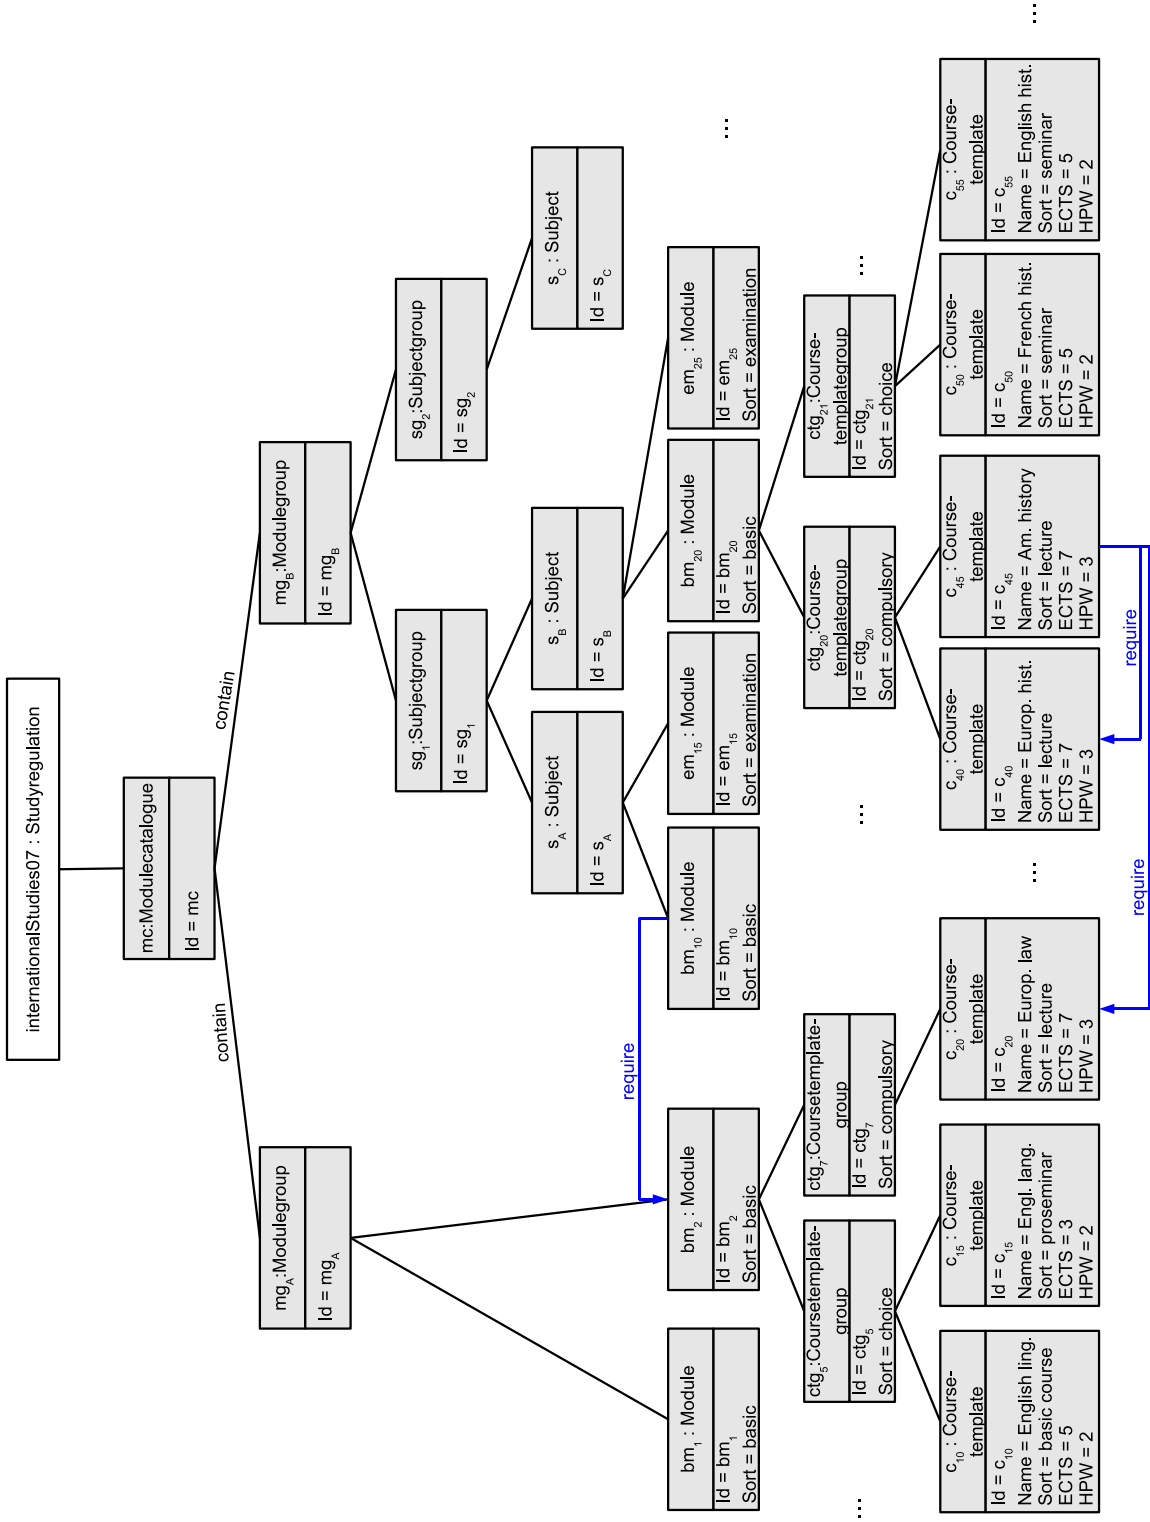 internationalStudies07 : Studyregulation
mc:Modulecatalogue
Id = mc
contain
contain
mgA:Modulegroup
Id = mgA
mgB:Modulegroup
Id = mgB
sg1:Subjectgroup
Id = sg1
sg2:Subjectgroup
Id = sg2
sA : Subject
Id = sA
sB : Subject
Id = sB
sC : Subject
Id = sC
require
bm1 : Module
Id = bm1
Sort = basic
bm2 : Module
Id = bm2
Sort = basic
bm10 : Module
Id = bm10
Sort = basic
em15 : Module
Id = em15
Sort = examination
bm20 : Module
Id = bm20
Sort = basic
em25 : Module
Id = em25
Sort = examination
...
...
ctg5:Coursetemplate-
group
Id = ctg5
Sort = choice
ctg7:Coursetemplate-
group
Id = ctg7
Sort = compulsory
...
ctg20:Course-
templategroup
Id = ctg20
Sort = compulsory
ctg21:Course-
templategroup
Id = ctg21
Sort = choice
...
c10 : Course-
template
Id = c10
Name = English ling.
Sort = basic course
ECTS = 5
HPW = 2
c15 : Course-
template
Id = c15
Name = Engl. lang.
Sort = proseminar
ECTS = 3
HPW = 2
c20 : Course-
template
Id = c20
Name = Europ. law
Sort = lecture
ECTS = 7
HPW = 3
...
c40 : Course-
template
Id = c40
Name = Europ. hist.
Sort = lecture
ECTS = 7
HPW = 3
c45 : Course-
template
Id = c45
Name = Am. history
Sort = lecture
ECTS = 7
HPW = 3
c50 : Course-
template
Id = c50
Name = French hist.
Sort = seminar
ECTS = 5
HPW = 2
c55 : Course-
template
Id = c55
Name = English hist.
Sort = seminar
ECTS = 5
HPW = 2
...
require
require